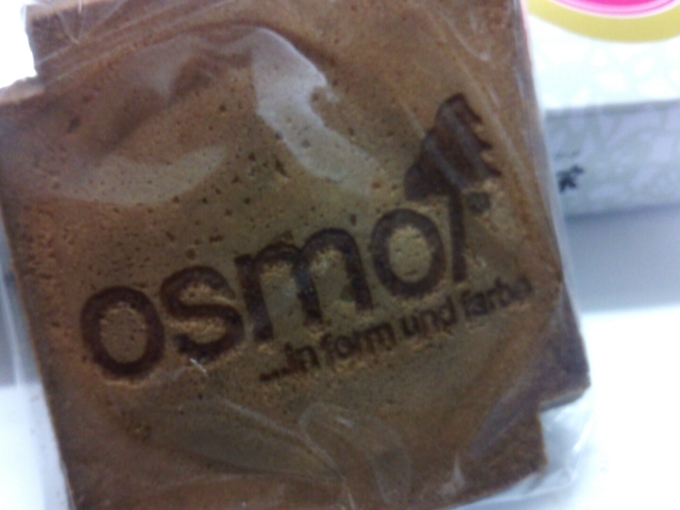 osmo®
...in form und farbe